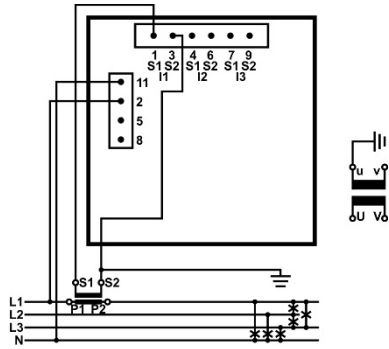 1 3 4 6 7 9
S1 S2 S1 S2 S1 S2
I1 I2 I3
11
2
5
8
u v
U V
S1 S2
P1 P2
L1
L2
L3
N